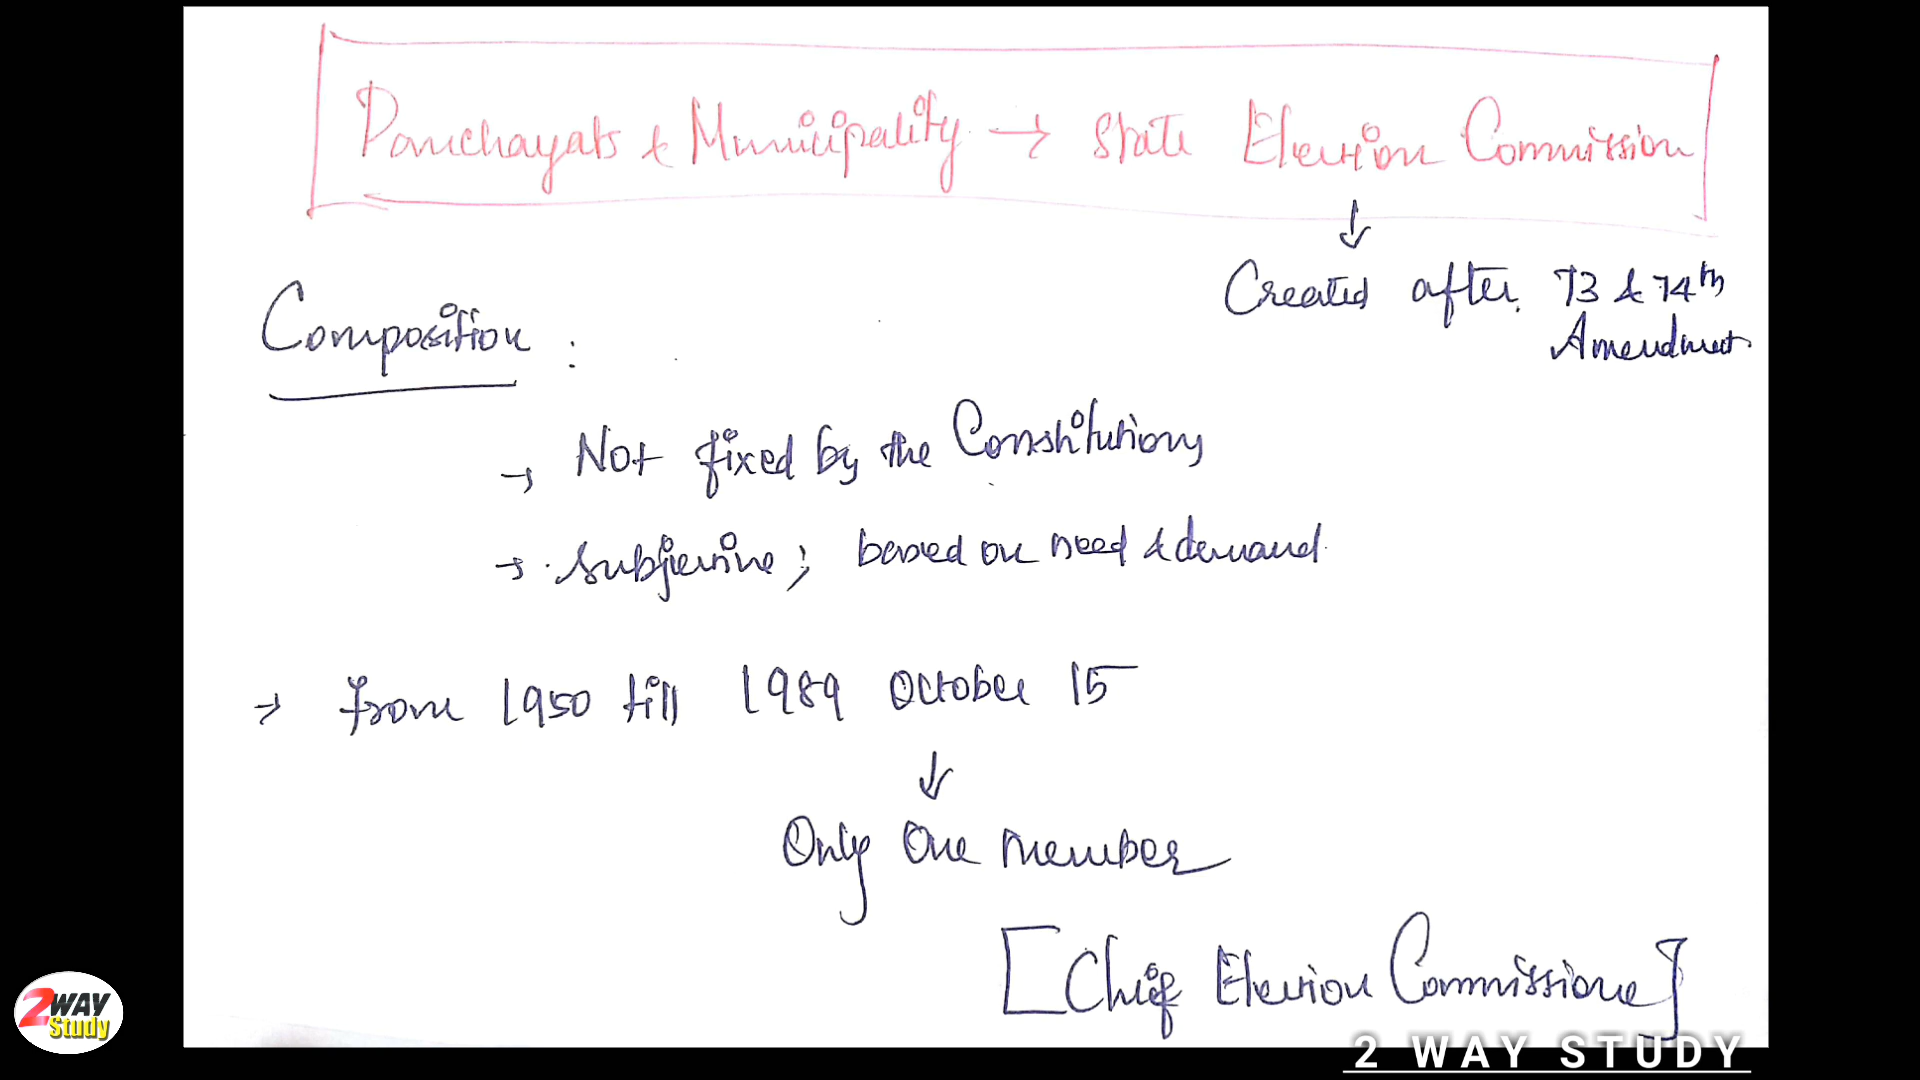 Panchayats & Municipality → State Election Commission
↓
Created after 73 & 74th
Amendment
Composition :
→ Not fixed by the Constitution,
→ Subjective; based on need & demand
→ from 1950 till 1989 October 15
↓
Only One member
[Chief Election Commissioner]
2WAY
Study
2 WAY STUDY